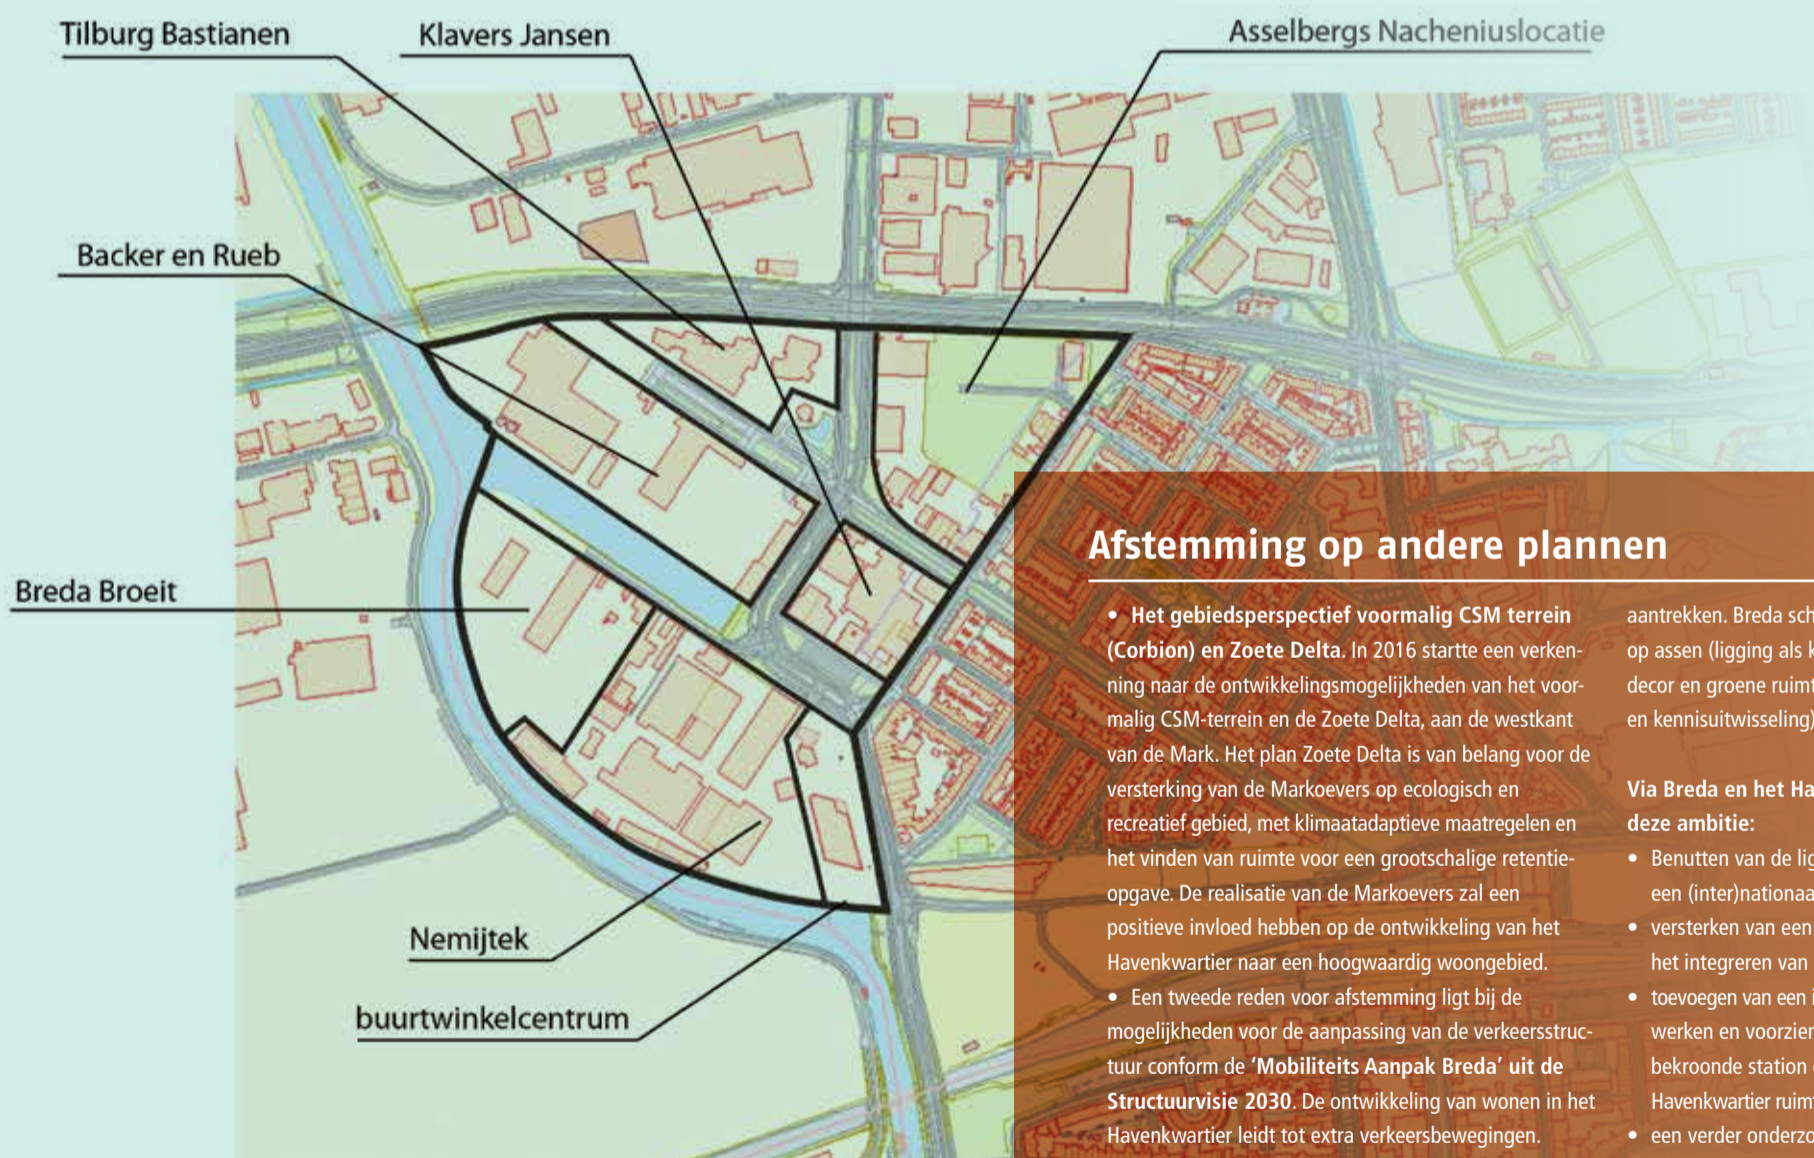 Tilburg Bastianen
Klavers Jansen
Asselbergs Nacheniuslocatie
Backer en Rueb
Breda Broeit
Nemijtek
buurtwinkelcentrum
Afstemming op andere plannen
• Het gebiedsperspectief voormalig CSM terrein
(Corbion) en Zoete Delta. In 2016 startte een verken-
ning naar de ontwikkelingsmogelijkheden van het voor-
malig CSM-terrein en de Zoete Delta, aan de westkant
van de Mark. Het plan Zoete Delta is van belang voor de
versterking van de Markoevers op ecologisch en
recreatief gebied, met klimaatadaptieve maatregelen en
het vinden van ruimte voor een grootschalige retentie-
opgave. De realisatie van de Markoevers zal een
positieve invloed hebben op de ontwikkeling van het
Havenkwartier naar een hoogwaardig woongebied.
• Een tweede reden voor afstemming ligt bij de
mogelijkheden voor de aanpassing van de verkeersstruc-
tuur conform de ‘Mobiliteits Aanpak Breda’ uit de
Structuurvisie 2030. De ontwikkeling van wonen in het
Havenkwartier leidt tot extra verkeersbewegingen.
aantrekken. Breda sch
op assen (ligging als k
decor en groene ruimt
en kennisuitwisseling)
Via Breda en het Ha
deze ambitie:
• Benutten van de lig
een (inter)nationaa
• versterken van een
het integreren van
• toevoegen van een i
werken en voorzien
bekroonde station
Havenkwartier ruimt
• een verder onderzo